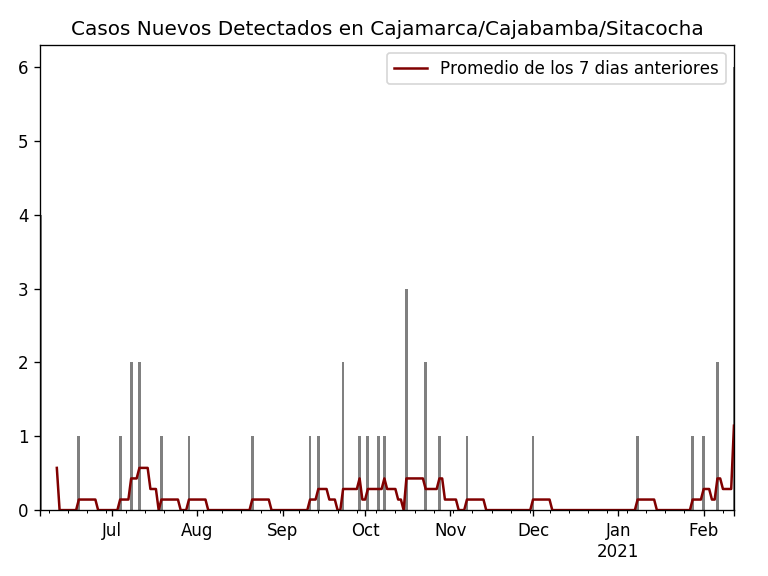 Casos Nuevos Detectados en Cajamarca/Cajabamba/Sitacocha
Promedio de los 7 dias anteriores
6
5
4
3
2
1
0
Jul Aug Sep Oct Nov Dec Jan Feb
2021